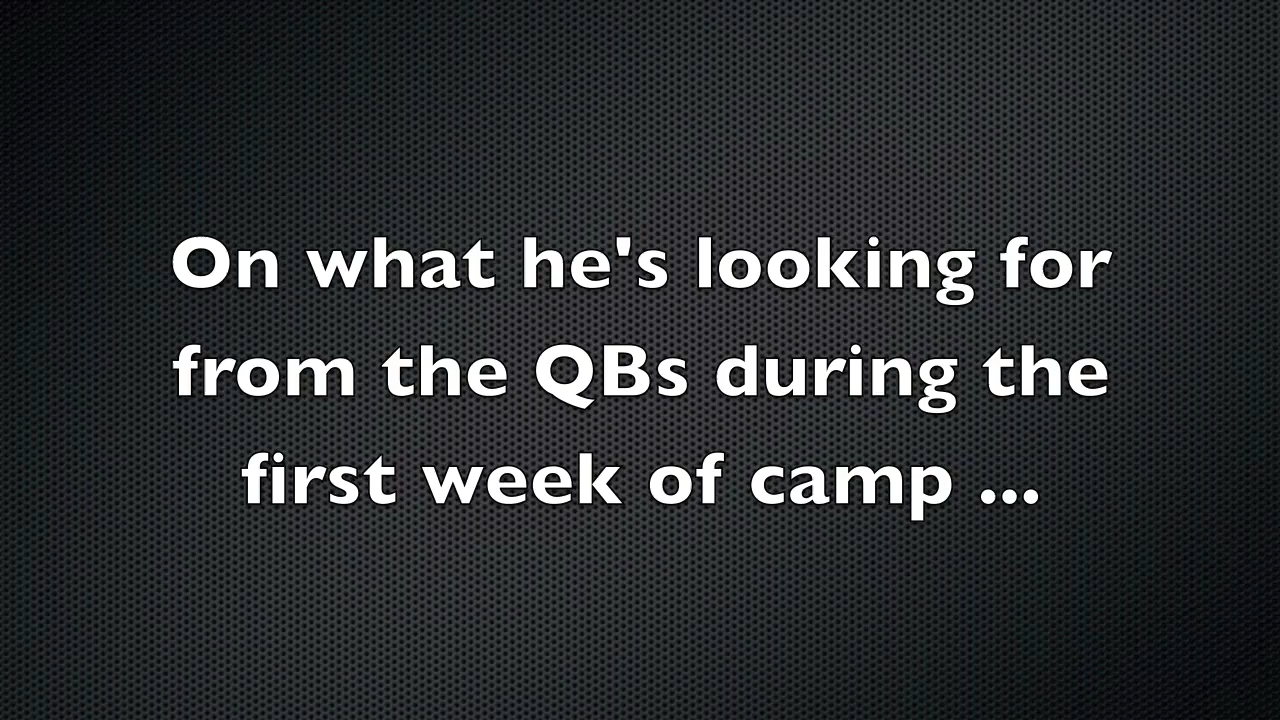 On what he's looking for
from the QBs during the
first week of camp ...